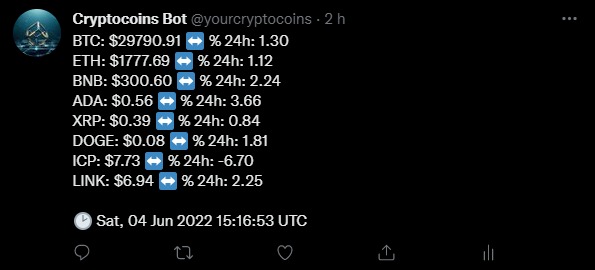 Cryptocoins Bot @yourcryptocoins · 2 h
BTC: $29790.91 ↔️ % 24h: 1.30
ETH: $1777.69 ↔️ % 24h: 1.12
BNB: $300.60 ↔️ % 24h: 2.24
ADA: $0.56 ↔️ % 24h: 3.66
XRP: $0.39 ↔️ % 24h: 0.84
DOGE: $0.08 ↔️ % 24h: 1.81
ICP: $7.73 ↔️ % 24h: -6.70
LINK: $6.94 ↔️ % 24h: 2.25
🕑 Sat, 04 Jun 2022 15:16:53 UTC